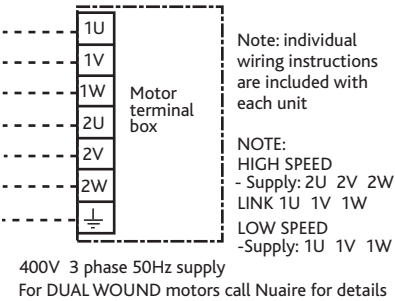 1U
1V
1W
2U
2V
2W
Motor
terminal
box
Note: individual
wiring instructions
are included with
each unit
NOTE:
HIGH SPEED
- Supply: 2U 2V 2W
LINK 1U 1V 1W
LOW SPEED
-Supply: 1U 1V 1W
400V 3 phase 50Hz supply
For DUAL WOUND motors call Nuaire for details